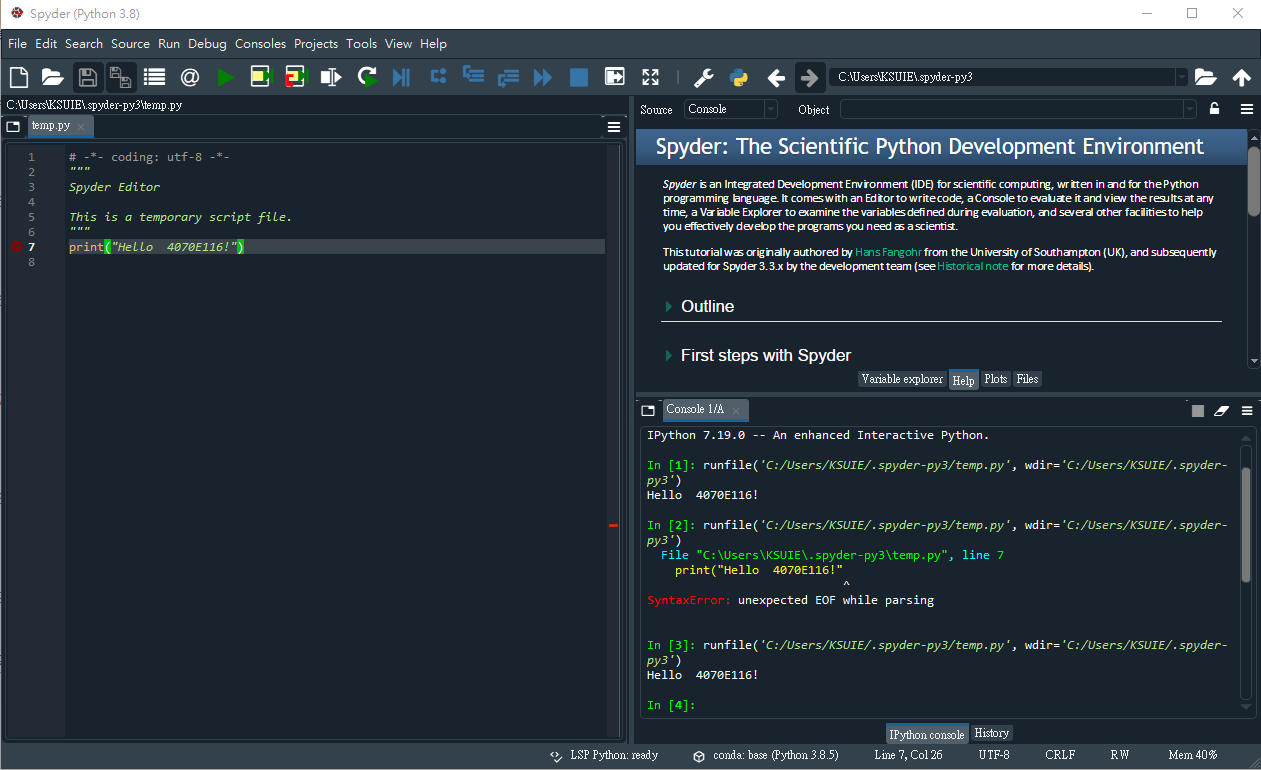 Spyder (Python 3.8)
File Edit Search Source Run Debug Consoles Projects Tools View Help
C:\Users\KSUIE\.spyder-py3
C:\Users\KSUIE\.spyder-py3\temp.py
temp.py
1 # -*- coding: utf-8 -*-
2 """
3 Spyder Editor
4
5 This is a temporary script file.
6 """
7 print("Hello  4070E116!")
8
Source Console Object
Spyder: The Scientific Python Development Environment
Spyder is an Integrated Development Environment (IDE) for scientific computing, written in and for the Python
programming language. It comes with an Editor to write code, a Console to evaluate it and view the results at any
time, a Variable Explorer to examine the variables defined during evaluation, and several other facilities to help
you effectively develop the programs you need as a scientist.
This tutorial was originally authored by Hans Fangohr from the University of Southampton (UK), and subsequently
updated for Spyder 3.3.x by the development team (see Historical note for more details).
Outline
First steps with Spyder
Variable explorer Help Plots Files
Console 1/A
IPython 7.19.0 -- An enhanced Interactive Python.
In [1]: runfile('C:/Users/KSUIE/.spyder-py3/temp.py', wdir='C:/Users/KSUIE/.spyder-
py3')
Hello  4070E116!
In [2]: runfile('C:/Users/KSUIE/.spyder-py3/temp.py', wdir='C:/Users/KSUIE/.spyder-
py3')
File "C:\Users\KSUIE\.spyder-py3\temp.py", line 7
print("Hello  4070E116!"
^
SyntaxError: unexpected EOF while parsing
In [3]: runfile('C:/Users/KSUIE/.spyder-py3/temp.py', wdir='C:/Users/KSUIE/.spyder-
py3')
Hello  4070E116!
In [4]:
IPython console History
LSP Python: ready conda: base (Python 3.8.5) Line 7, Col 26 UTF-8 CRLF RW Mem 40%